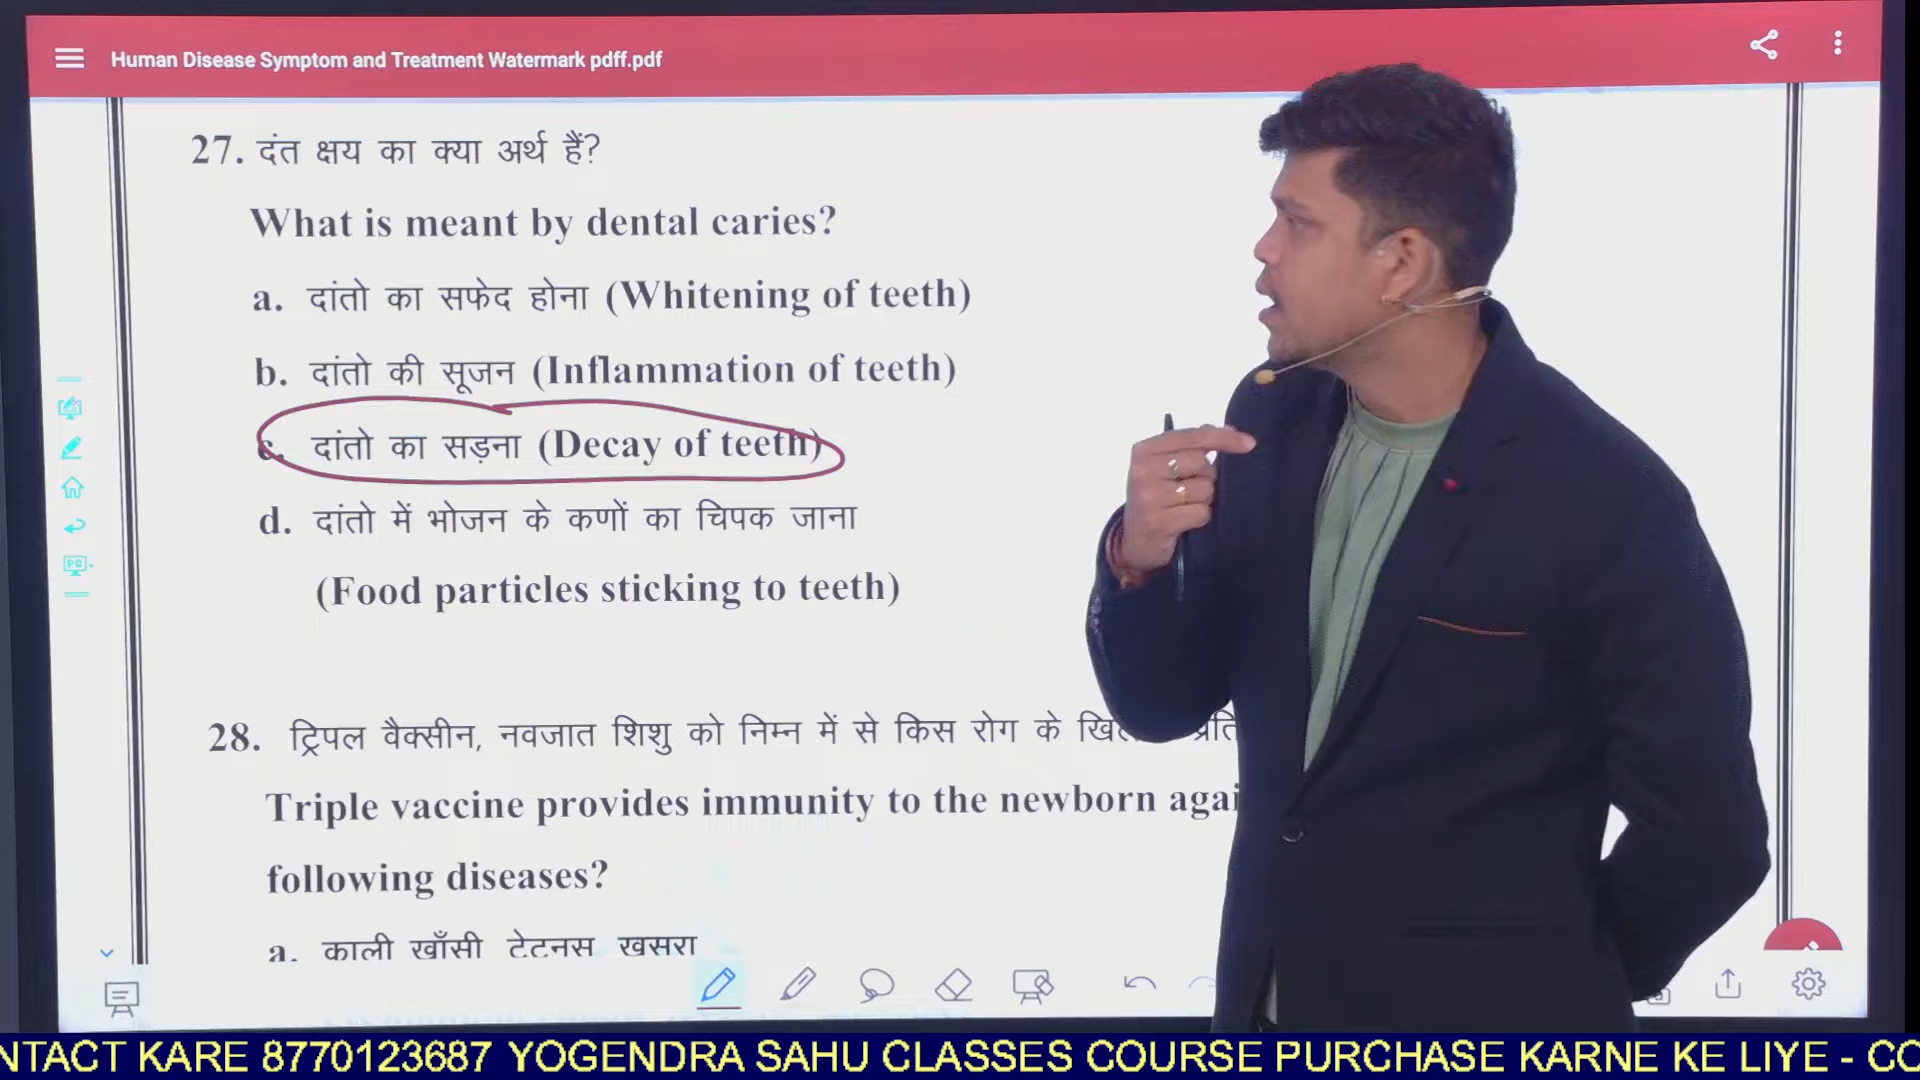 Human Disease Symptom and Treatment Watermark pdff.pdf
27. दंत क्षय का क्या अर्थ हैं?
What is meant by dental caries?
a. दांतो का सफेद होना (Whitening of teeth)
b. दांतो की सूजन (Inflammation of teeth)
c. दांतो का सड़ना (Decay of teeth)
d. दांतो में भोजन के कणों का चिपक जाना
(Food particles sticking to teeth)
28. ट्रिपल वैक्सीन, नवजात शिशु को निम्न में से किस रोग के
Triple vaccine provides immunity to the newborn
following diseases?
a. काली खाँसी टेटनस खसरा
KARE 8770123687 YOGENDRA SAHU CLASSES COURSE PURCHASE KARNE KE LIYE -